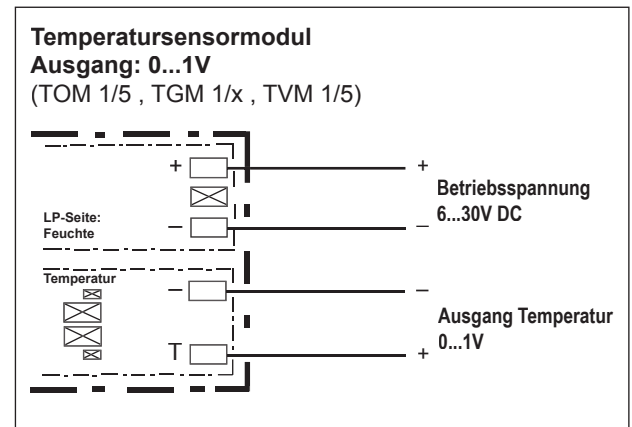 Temperatursensormodul
Ausgang: 0...1V
(TOM 1/5 , TGM 1/x , TVM 1/5)
+ +
Betriebsspannung
6...30V DC
LP-Seite:
Feuchte
– –
Temperatur
– –
Ausgang Temperatur
0...1V
T +